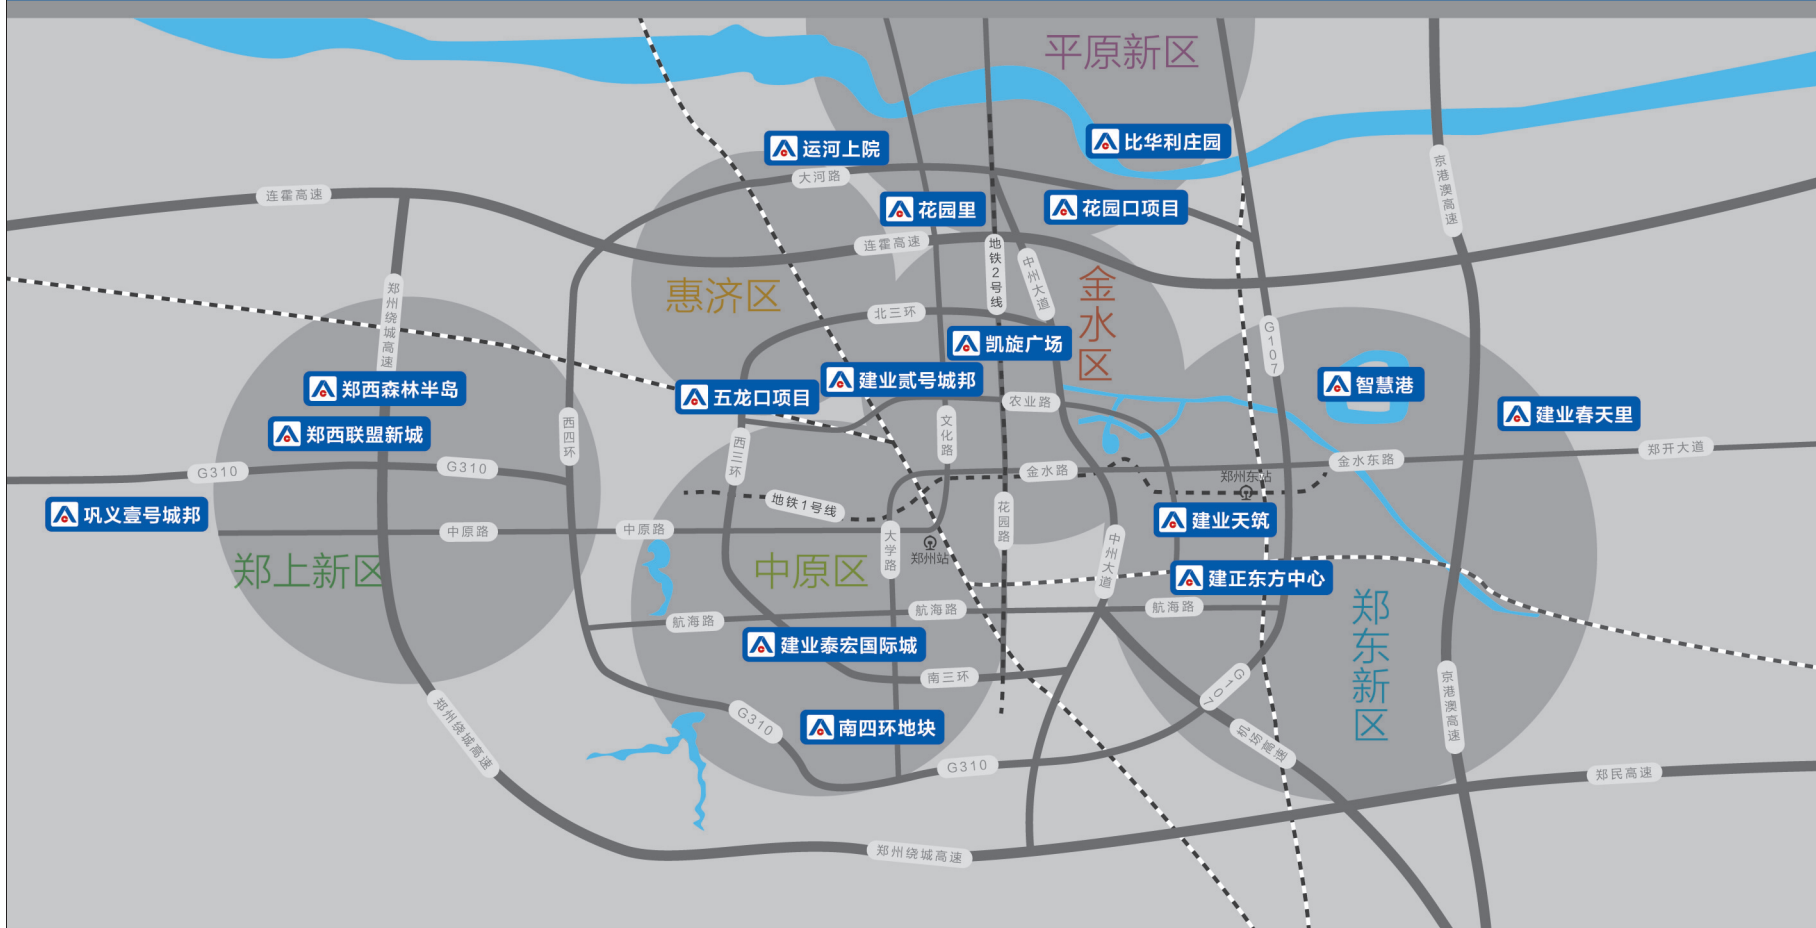 平原新区
运河上院
比华利庄园
大河路
连霍高速
花园里
花园口项目
京港澳高速
连霍高速
地铁2号线
中州大道
惠济区
金水区
郑州绕城高速
北三环
G107
凯旋广场
郑西森林半岛
五龙口项目
建业贰号城邦
智慧港
农业路
建业春天里
郑西联盟新城
西四环
西三环
文化路
郑开大道
G310
G310
金水路
金水东路
郑州东站
巩义壹号城邦
地铁1号线
花园路
建业天筑
中原路
中原路
大学路
郑州站
中州大道
郑上新区
中原区
建正东方中心
航海路
航海路
航海路
郑东新区
建业泰宏国际城
南三环
G107
京港澳高速
郑州绕城高速
G310
南四环地块
机场高速
G310
郑民高速
郑州绕城高速